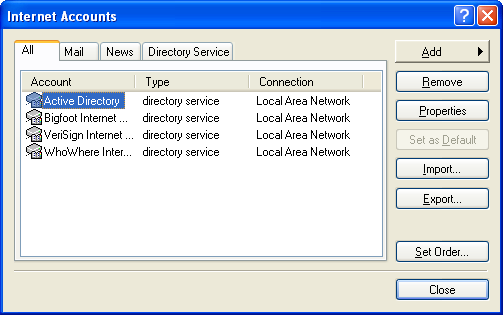 Internet Accounts
All Mail News Directory Service
Account Type Connection
Active Directory directory service Local Area Network
Bigfoot Internet ... directory service Local Area Network
VeriSign Internet ... directory service Local Area Network
WhoWhere Inter... directory service Local Area Network
Add
Remove
Properties
Set as Default
Import...
Export...
Set Order...
Close